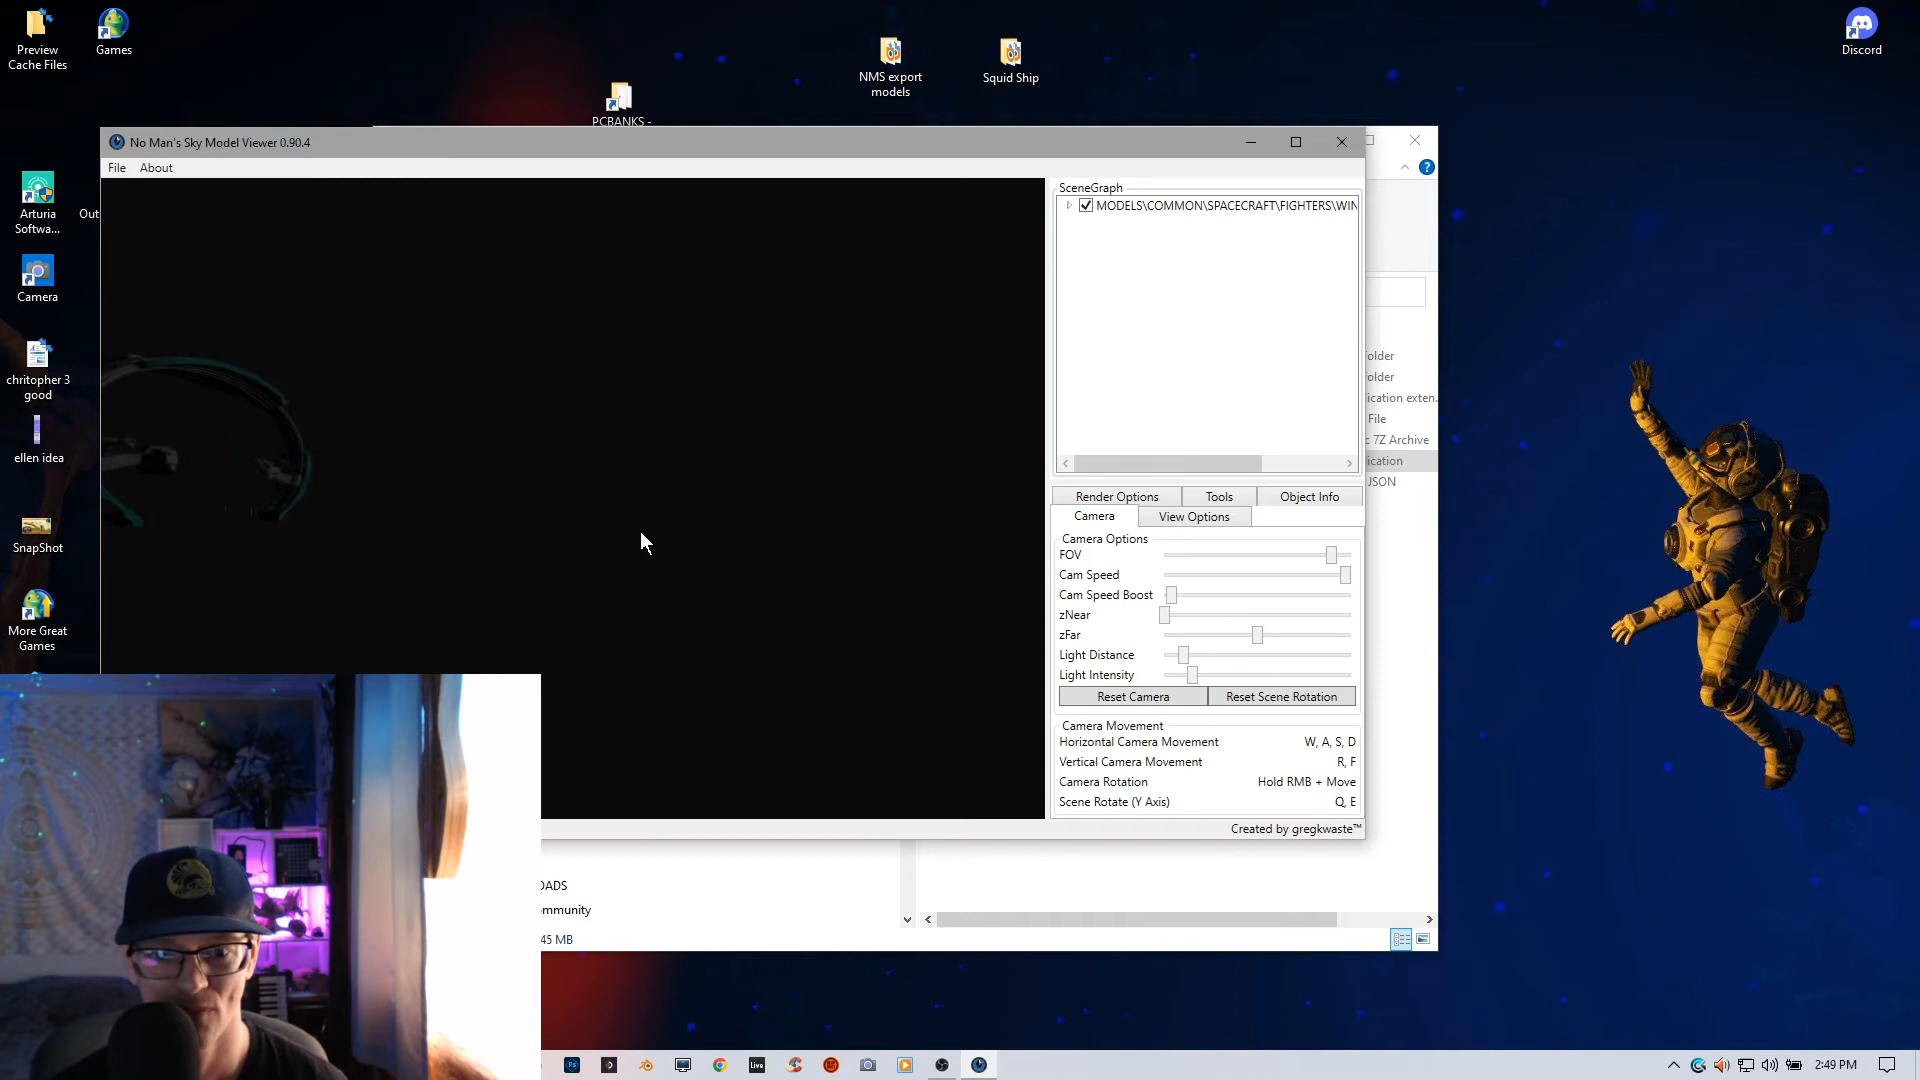 Preview
Cache Files
Games
NMS export
models
Squid Ship
Discord
PCBANKS -
No Man's Sky Model Viewer 0.90.4
File
About
SceneGraph
MODELS\COMMON\SPACECRAFT\FIGHTERS\WIN
Arturia
Softwa...
Out
Camera
chritopher 3
good
ellen idea
SnapShot
More Great
Games
older
older
ication exten.
File
c 7Z Archive
ication
JSON
Render Options
Tools
Object Info
Camera
View Options
Camera Options
FOV
Cam Speed
Cam Speed Boost
zNear
zFar
Light Distance
Light Intensity
Reset Camera
Reset Scene Rotation
Camera Movement
Horizontal Camera Movement W, A, S, D
Vertical Camera Movement R, F
Camera Rotation Hold RMB + Move
Scene Rotate (Y Axis) Q, E
Created by gregkwaste™
OADS
ommunity
45 MB
Ps
Live
2:49 PM